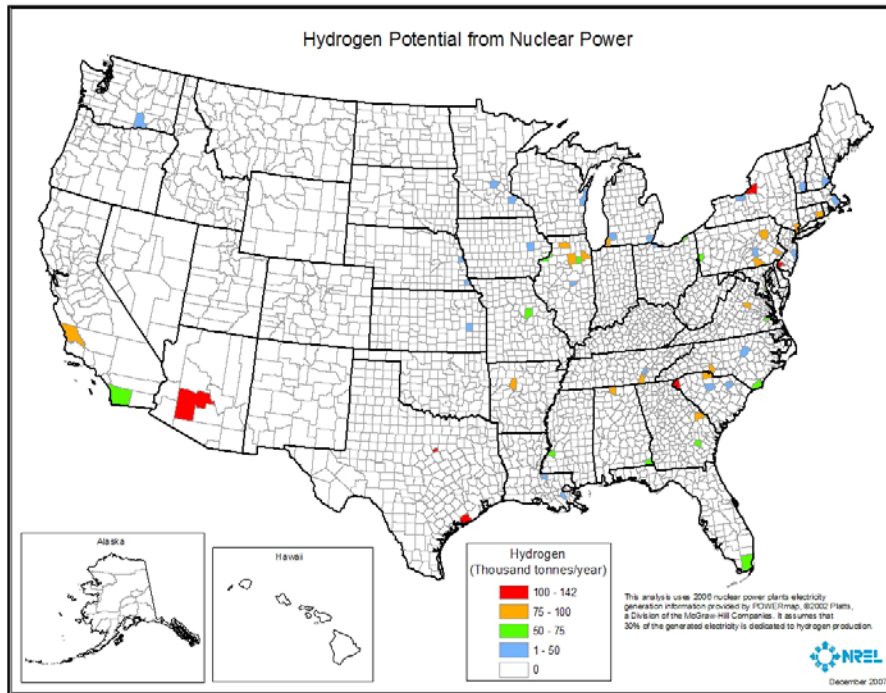 Hydrogen Potential from Nuclear Power
Alaska
Hawaii
Hydrogen
(Thousand tonnes/year)
100 - 142
75 - 100
50 - 75
1 - 50
0
This analysis uses 2006 nuclear power plants electricity
generation information provided by POWERmap, ©2002 Platts,
a Division of the McGraw-Hill Companies. It assumes that
30% of the generated electricity is dedicated to hydrogen production.
NREL
December 2007